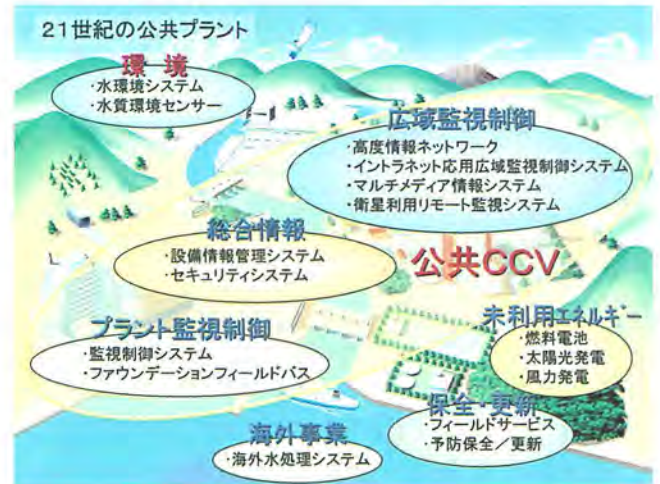 21世紀の公共プラント
環 境
・水環境システム
・水質環境センサー
広域監視制御
・高度情報ネットワーク
・イントラネット応用広域監視制御システム
・マルチメディア情報システム
・衛星利用リモート監視システム
総合情報
・設備情報管理システム
・セキュリティシステム
公共CCV
プラント監視制御
・監視制御システム
・ファウンデーションフィールドバス
未利用エネルギー
・燃料電池
・太陽光発電
・風力発電
保全・更新
・フィールドサービス
・予防保全／更新
海外事業
・海外水処理システム